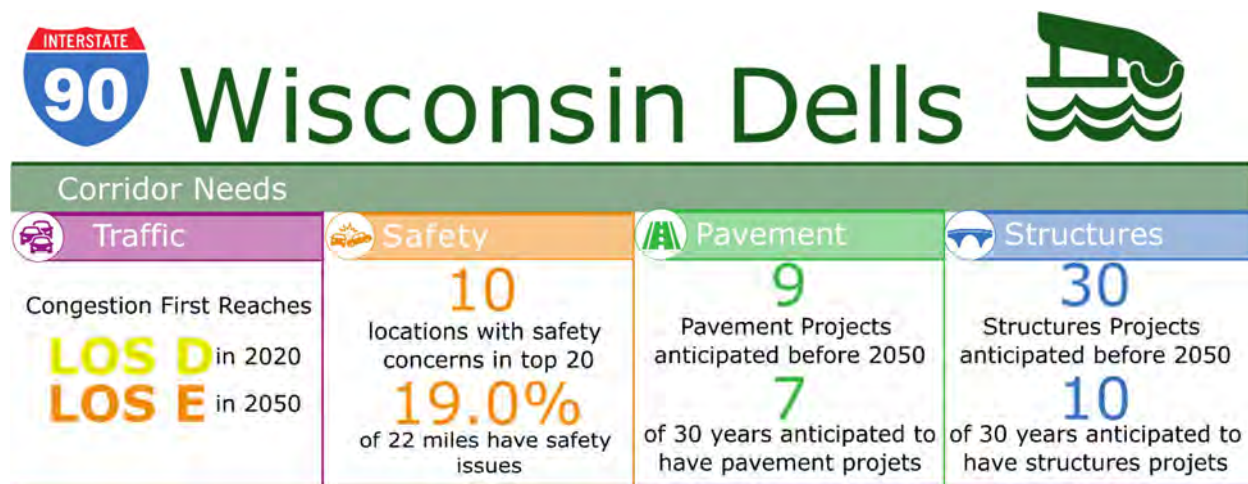 INTERSTATE
90
Wisconsin Dells
Corridor Needs
Traffic
Congestion First Reaches
LOS D in 2020
LOS E in 2050
Safety
10
locations with safety
concerns in top 20
19.0%
of 22 miles have safety
issues
Pavement
9
Pavement Projects
anticipated before 2050
7
of 30 years anticipated to
have pavement projets
Structures
30
Structures Projects
anticipated before 2050
10
of 30 years anticipated to
have structures projets